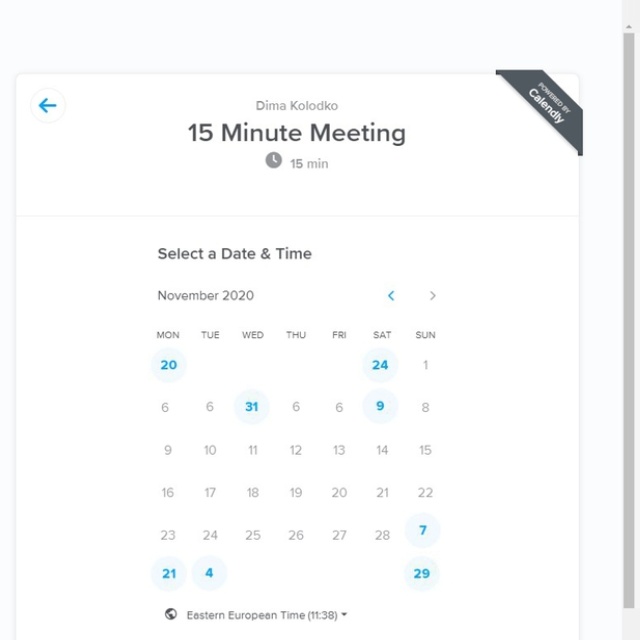 POWERED BY
Calendly
Dima Kolodko
15 Minute Meeting
15 min
Select a Date & Time
November 2020
MON TUE WED THU FRI SAT SUN
20 24 1
6 6 31 6 6 9 8
9 10 11 12 13 14 15
16 17 18 19 20 21 22
23 24 25 26 27 28 7
21 4 29
Eastern European Time (11:38)